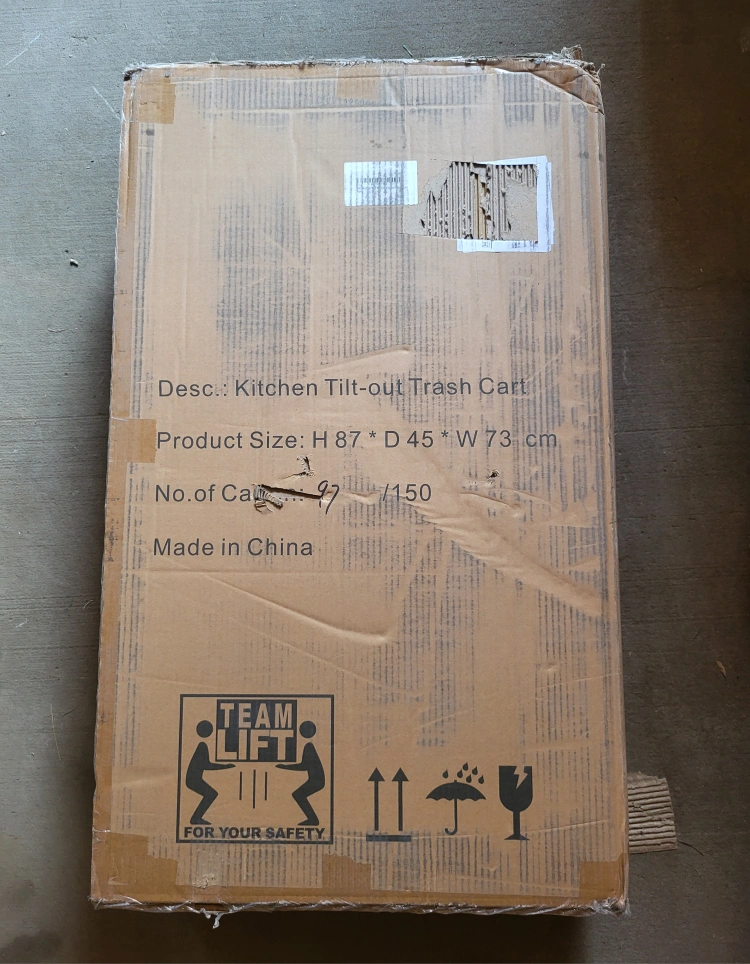 Desc.: Kitchen Tilt-out Trash Cart
Product Size: H 87 * D 45 * W 73 cm
No.of 97 /150
Made in China
TEAM
LIFT
FOR YOUR SAFETY